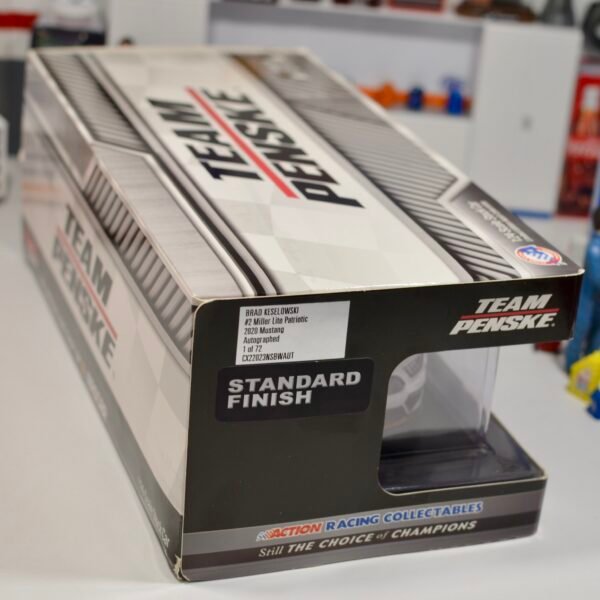 TEAM
PENSKE
TEAM
PENSKE
TEAM
PENSKE
BRAD KESELOWSKI
#2 Miller Lite Patriotic
2020 Mustang
Autographed
1 of 72
CX22023NSBWAUT
STANDARD
FINISH
ACTION RACING COLLECTABLES
Still THE CHOICE of CHAMPIONS